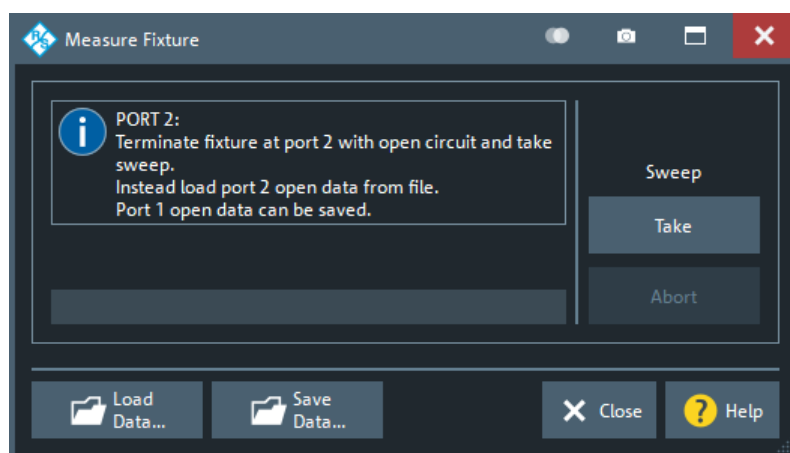 R&S Measure Fixture
i PORT 2:
Terminate fixture at port 2 with open circuit and take
sweep.
Instead load port 2 open data from file.
Port 1 open data can be saved.
Sweep
Take
Abort
Load
Data...
Save
Data...
Close
? Help